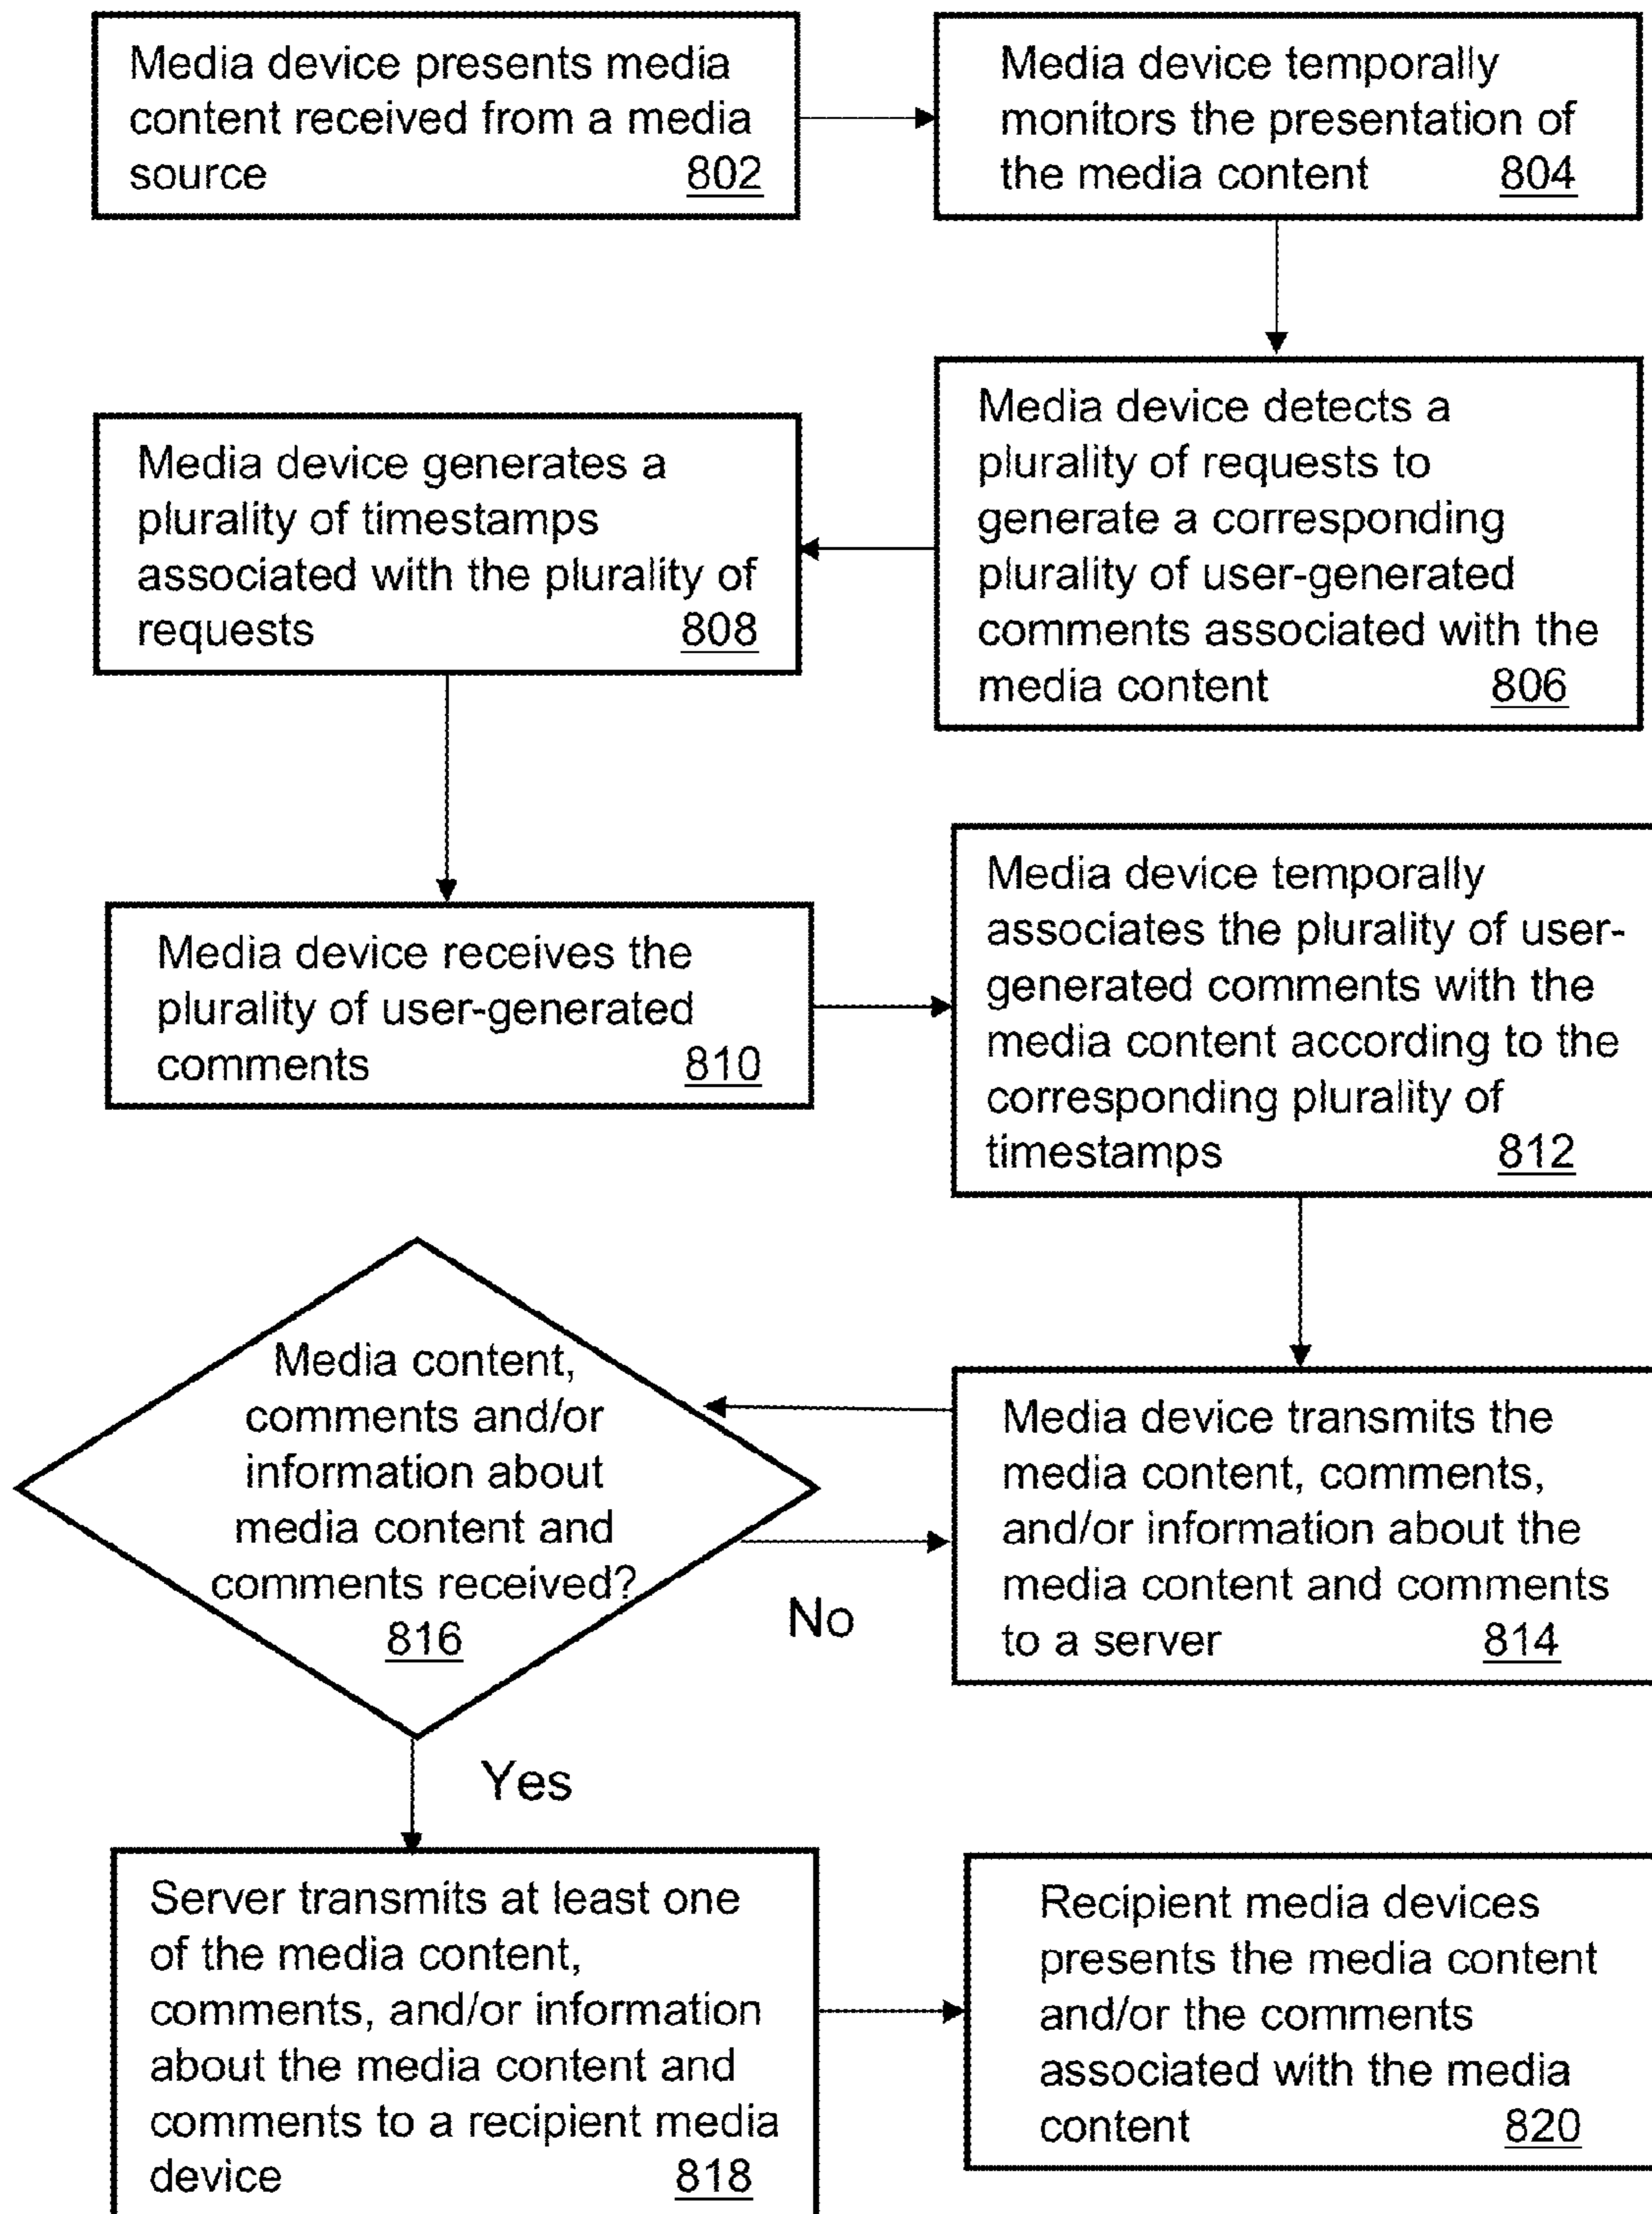 Media device presents media
content received from a media
source 802
Media device temporally
monitors the presentation of
the media content 804
Media device detects a
plurality of requests to
generate a corresponding
plurality of user-generated
comments associated with the
media content 806
Media device generates a
plurality of timestamps
associated with the plurality of
requests 808
Media device receives the
plurality of user-generated
comments 810
Media device temporally
associates the plurality of user-
generated comments with the
media content according to the
corresponding plurality of
timestamps 812
Media device transmits the
media content, comments,
and/or information about the
media content and comments
to a server 814
Media content,
comments and/or
information about
media content and
comments received?
816
No
Yes
Server transmits at least one
of the media content,
comments, and/or information
about the media content and
comments to a recipient media
device 818
Recipient media devices
presents the media content
and/or the comments
associated with the media
content 820